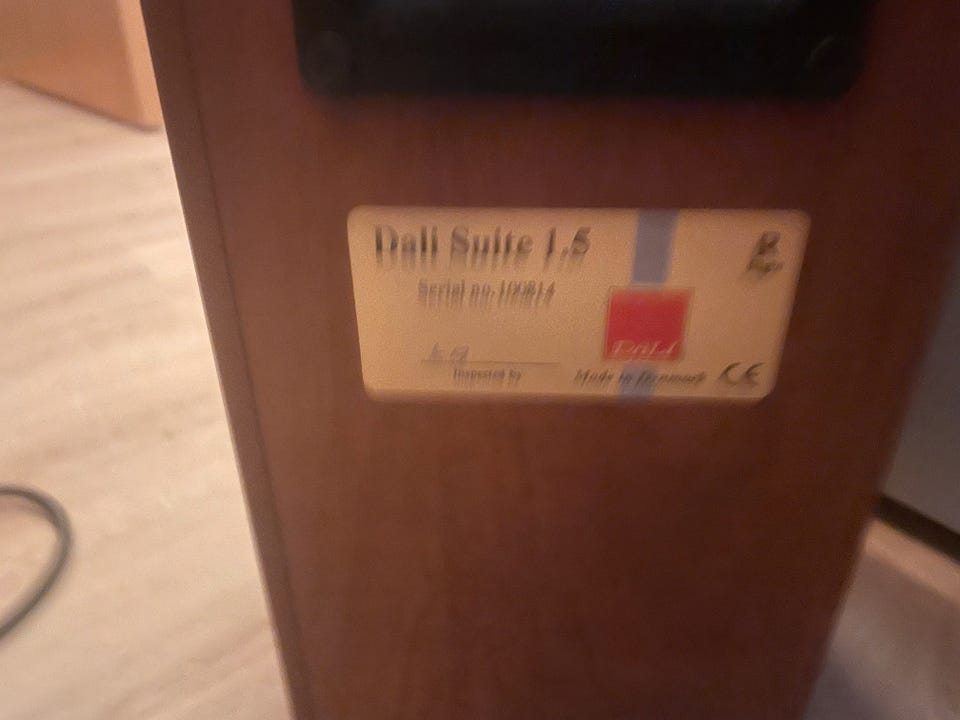 Dali Suite 1.5
R
Serial no. 100814
DALI
Inspected by
Made in Denmark
CE